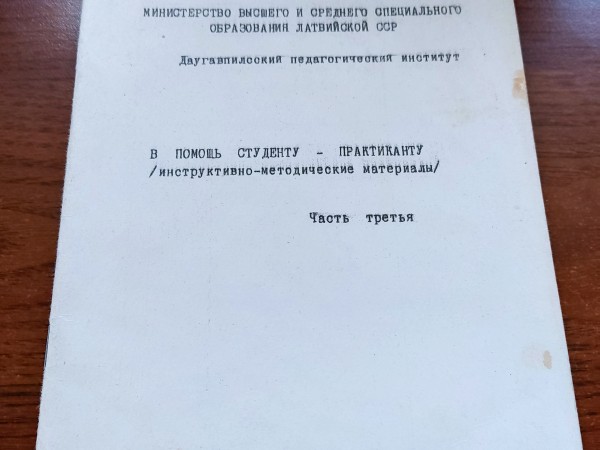 МИНИСТЕРСТВО ВЫСШЕГО И СРЕДНЕГО СПЕЦИАЛЬНОГО
ОБРАЗОВАНИЯ ЛАТВИЙСКОЙ ССР
Даугавпилсский педагогический институт
В ПОМОЩЬ СТУДЕНТУ - ПРАКТИКАНТУ
/инструктивно-методические материалы/
Часть третья